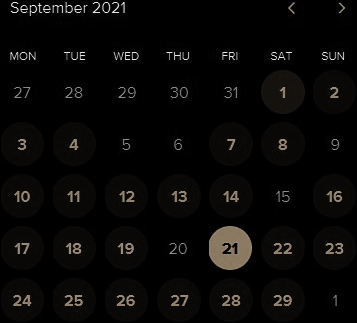 September 2021
MON TUE WED THU FRI SAT SUN
27 28 29 30 31 1 2
3 4 5 6 7 8 9
10 11 12 13 14 15 16
17 18 19 20 21 22 23
24 25 26 27 28 29 1